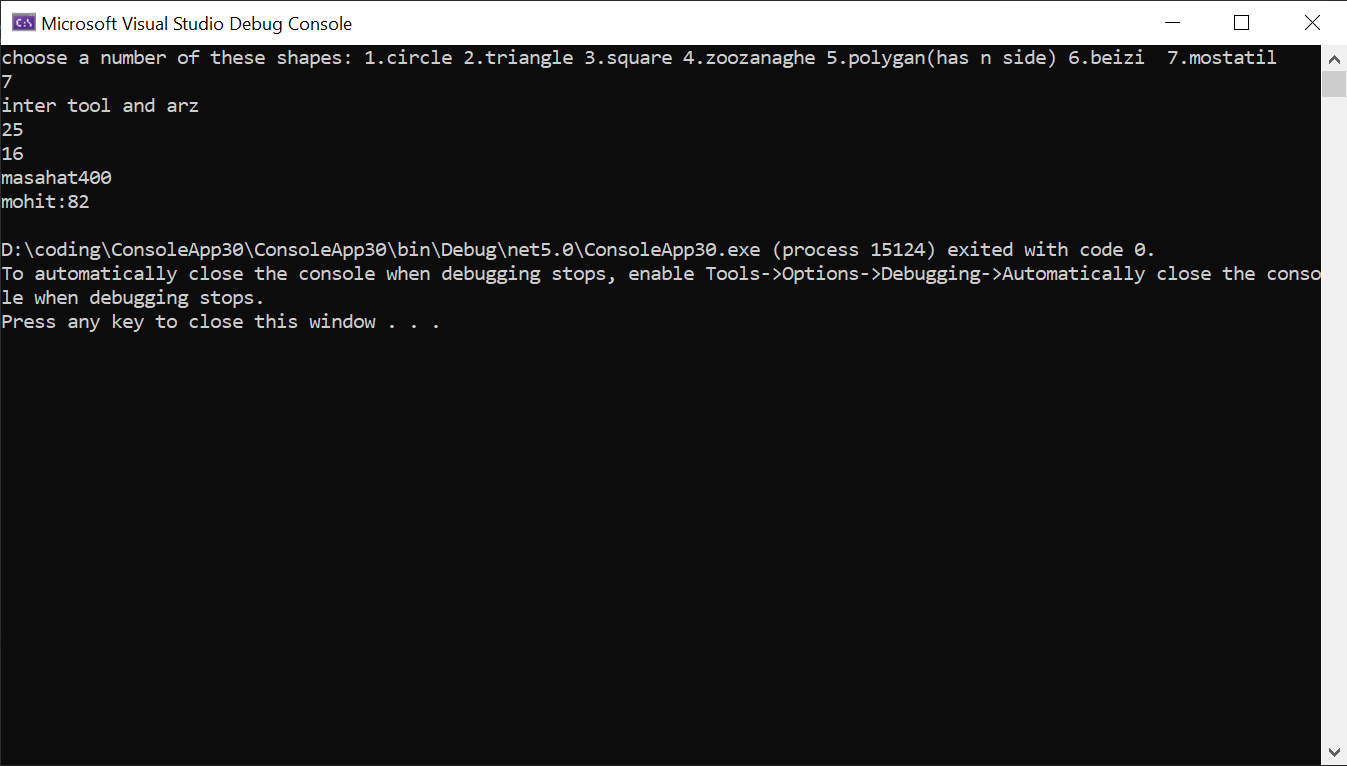 Microsoft Visual Studio Debug Console
choose a number of these shapes: 1.circle 2.triangle 3.square 4.zoozanaghe 5.polygan(has n side) 6.beizi  7.mostatil
7
inter tool and arz
25
16
masahat400
mohit:82
D:\coding\ConsoleApp30\ConsoleApp30\bin\Debug\net5.0\ConsoleApp30.exe (process 15124) exited with code 0.
To automatically close the console when debugging stops, enable Tools->Options->Debugging->Automatically close the conso
le when debugging stops.
Press any key to close this window . . .